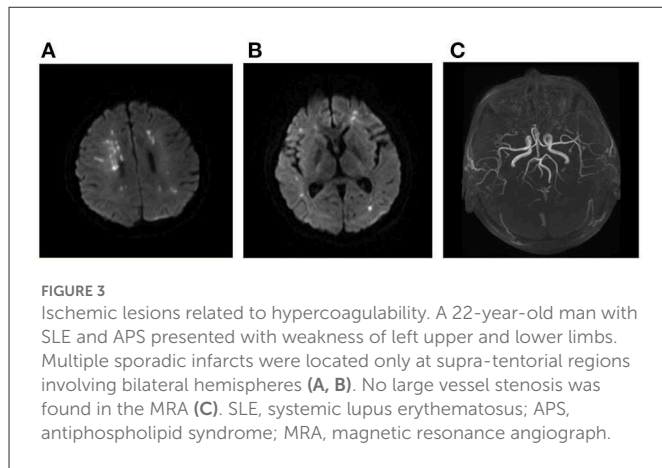 A B C
FIGURE 3
Ischemic lesions related to hypercoagulability. A 22-year-old man with
SLE and APS presented with weakness of left upper and lower limbs.
Multiple sporadic infarcts were located only at supra-tentorial regions
involving bilateral hemispheres (A, B). No large vessel stenosis was
found in the MRA (C). SLE, systemic lupus erythematosus; APS,
antiphospholipid syndrome; MRA, magnetic resonance angiograph.